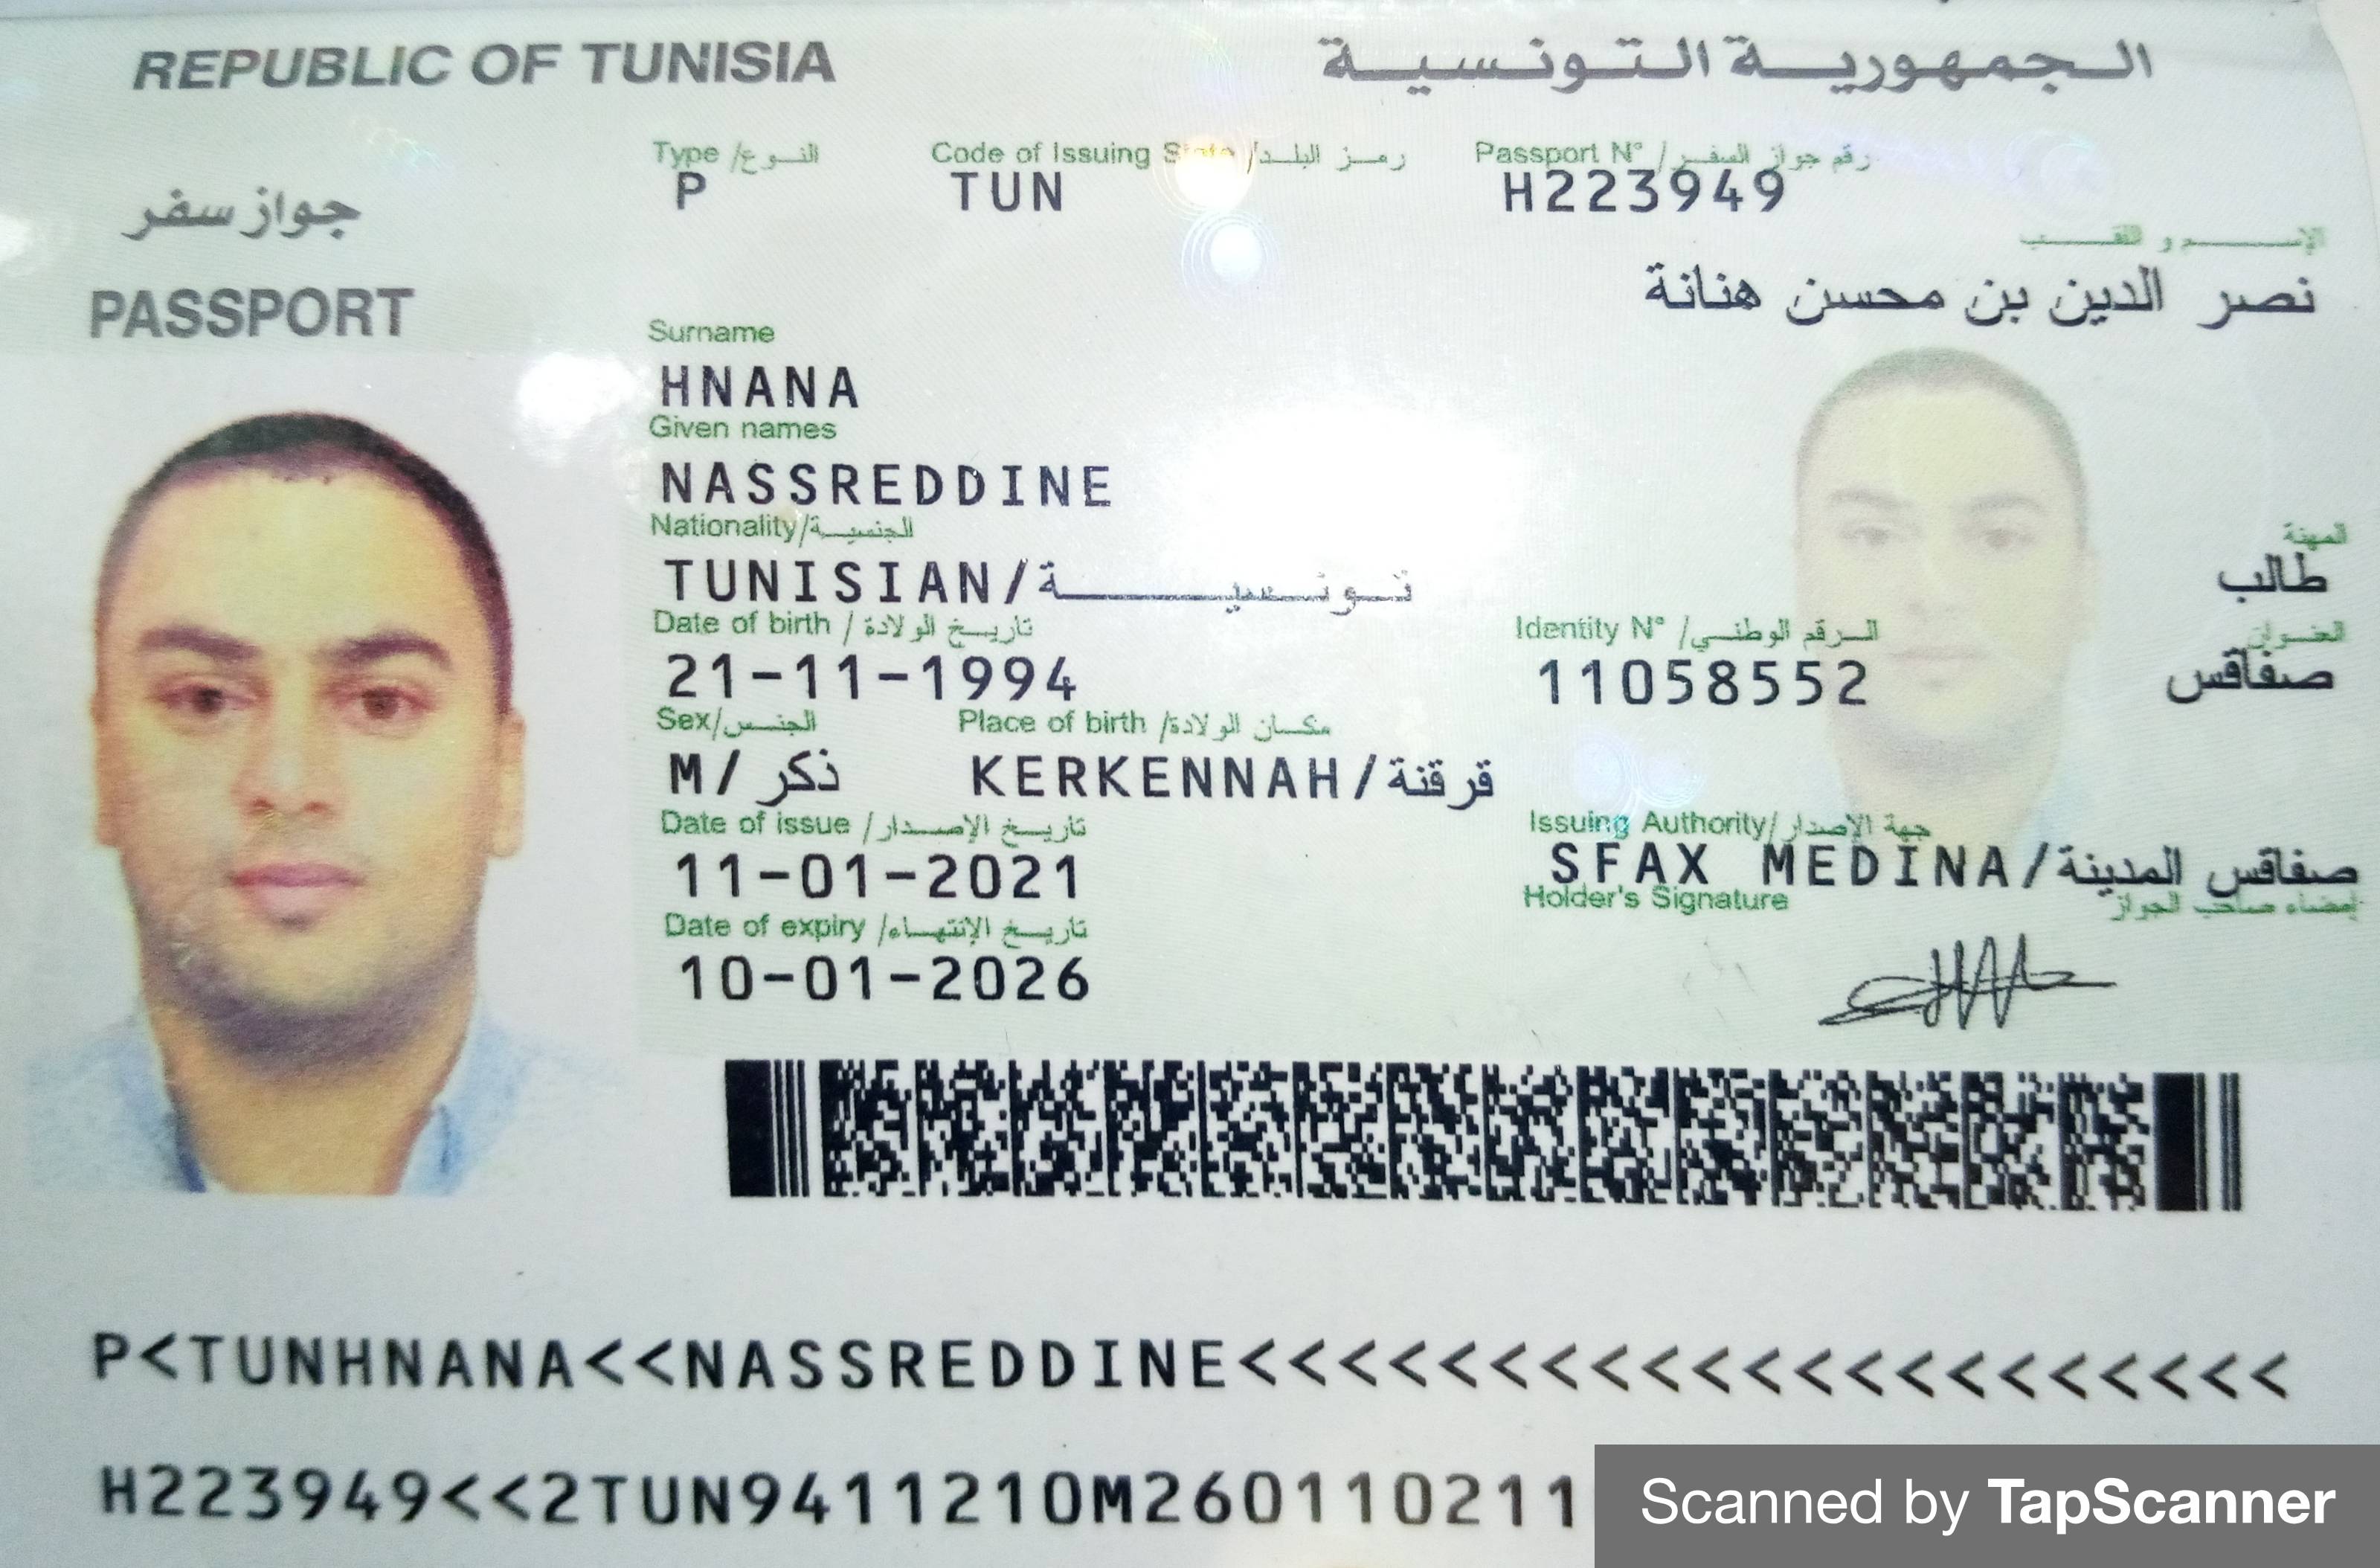 REPUBLIC OF TUNISIA
الجمهورية التونسية
جواز سفر
PASSPORT
Type / النوع
P
Code of Issuing State / رمز البلد
TUN
Passport N° / رقم جواز السفر
H223949
الإسم و اللقب
نصر الدين بن محسن هنانة
Surname
HNANA
Given names
NASSREDDINE
Nationality / الجنسية
TUNISIAN / تونسية
المهنة
طالب
Date of birth / تاريخ الولادة
21-11-1994
Identity N° / الرقم الوطني
11058552
العنوان
صفاقس
Sex / الجنس
M / ذكر
Place of birth / مكان الولادة
KERKENNAH / قرقنة
Date of issue / تاريخ الإصدار
11-01-2021
Issuing Authority / جهة الإصدار
SFAX MEDINA / صفاقس المدينة
Date of expiry / تاريخ الإنتهاء
10-01-2026
Holder's Signature
إمضاء صاحب الجواز
P<TUNHNANA<<NASSREDDINE<<<<<<<<<<<<<<<<<<<<<
H223949<<2TUN9411210M260110211
Scanned by TapScanner